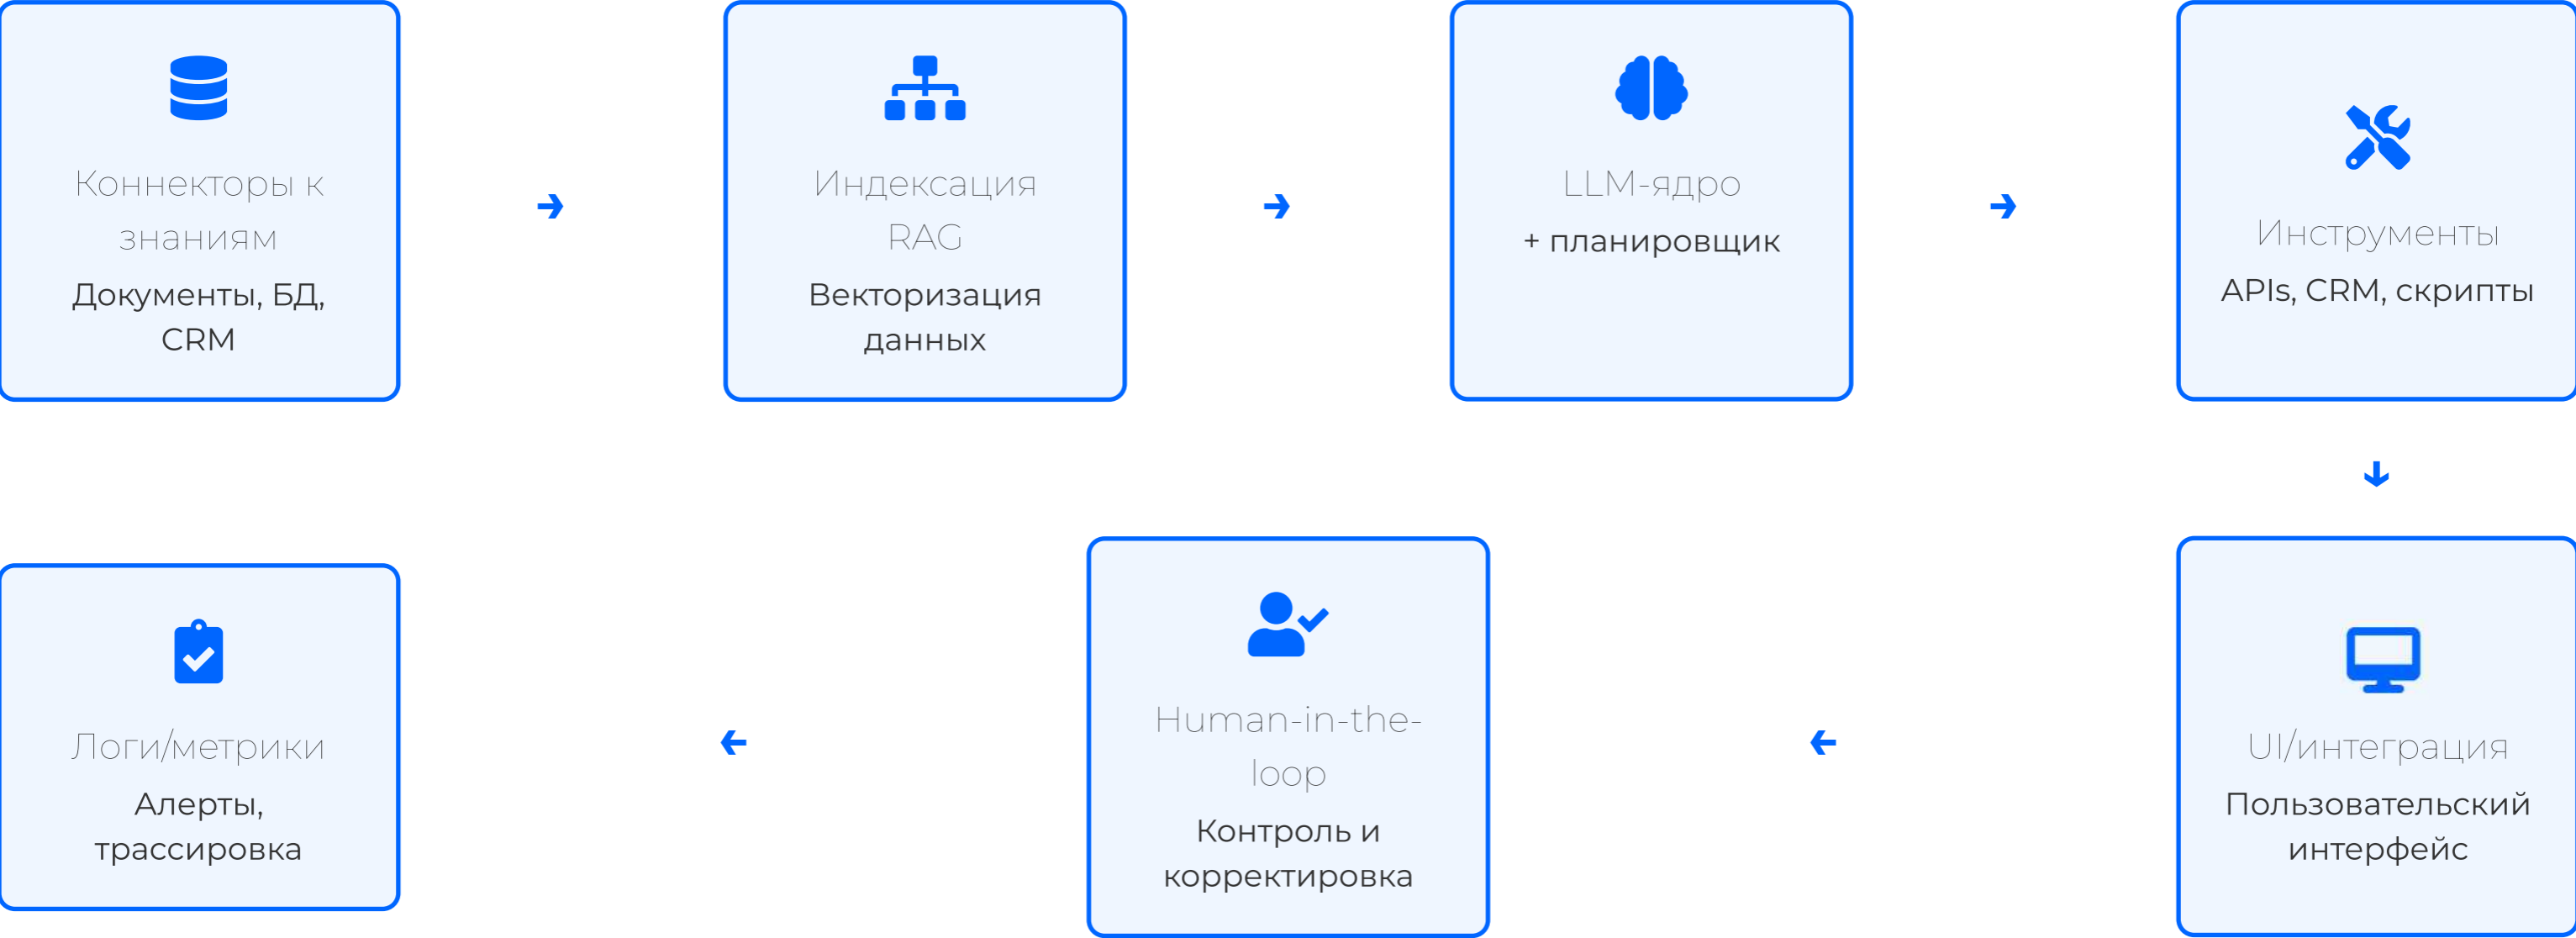 Коннекторы к
знаниям
Документы, БД,
CRM
Индексация
RAG
Векторизация
данных
LLM-ядро
+ планировщик
Инструменты
APIs, CRM, скрипты
Логи/метрики
Алерты,
трассировка
Human-in-the-
loop
Контроль и
корректировка
UI/интеграция
Пользовательский
интерфейс